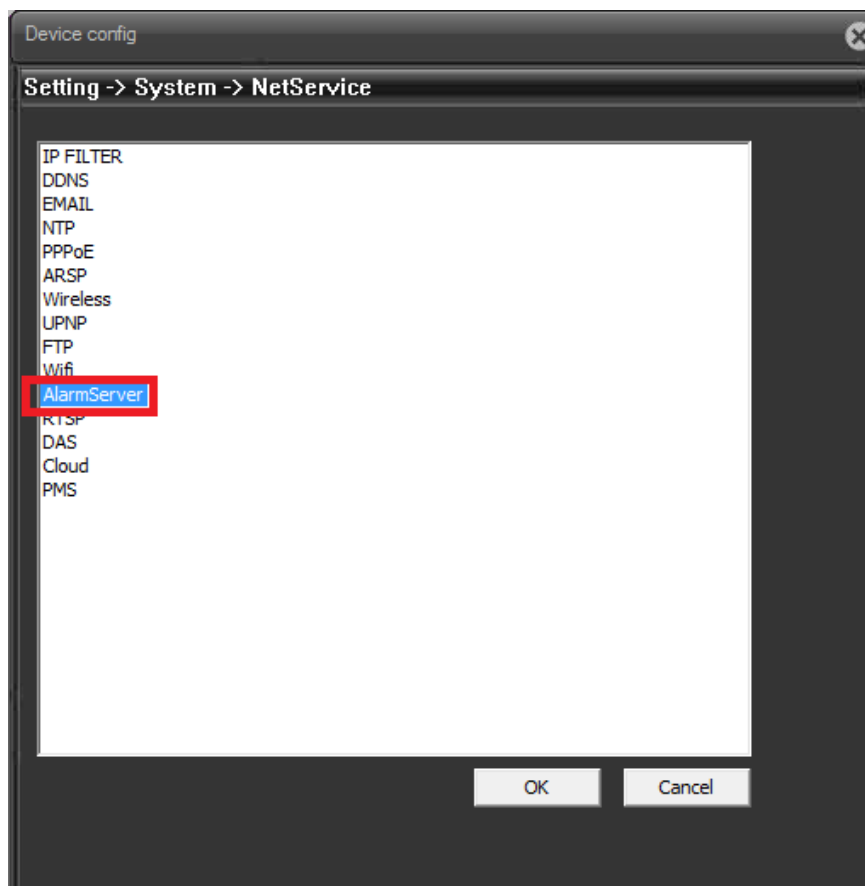 Device config
Setting -> System -> NetService
IP FILTER
DDNS
EMAIL
NTP
PPPoE
ARSP
Wireless
UPNP
FTP
Wifi
AlarmServer
RTSP
DAS
Cloud
PMS
OK Cancel